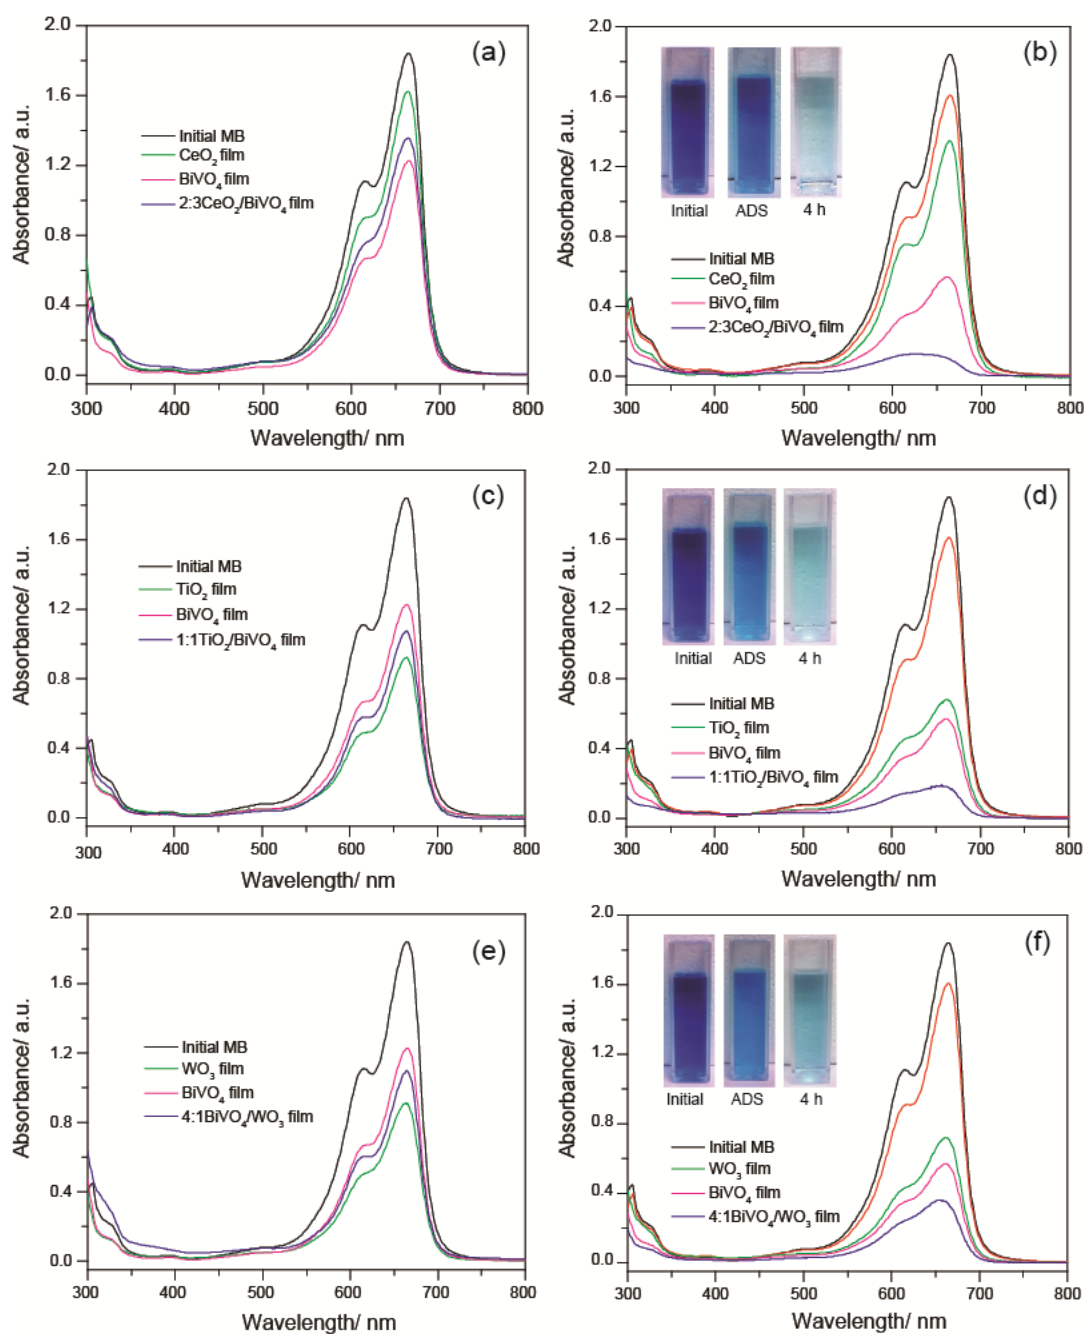 (a)
2.0
1.6
1.2
0.8
0.4
0.0
Absorbance/ a.u.
Initial MB
CeO₂ film
BiVO₄ film
2:3CeO₂/BiVO₄ film
300 400 500 600 700 800
Wavelength/ nm
(b)
2.0
1.6
1.2
0.8
0.4
0.0
Absorbance/ a.u.
Initial ADS 4 h
Initial MB
CeO₂ film
BiVO₄ film
2:3CeO₂/BiVO₄ film
300 400 500 600 700 800
Wavelength/ nm
(c)
2.0
1.6
1.2
0.8
0.4
0.0
Absorbance/ a.u.
Initial MB
TiO₂ film
BiVO₄ film
1:1TiO₂/BiVO₄ film
300 400 500 600 700 800
Wavelength/ nm
(d)
2.0
1.6
1.2
0.8
0.4
0.0
Absorbance/ a.u.
Initial ADS 4 h
Initial MB
TiO₂ film
BiVO₄ film
1:1TiO₂/BiVO₄ film
300 400 500 600 700 800
Wavelength/ nm
(e)
2.0
1.6
1.2
0.8
0.4
0.0
Absorbance/ a.u.
Initial MB
WO₃ film
BiVO₄ film
4:1BiVO₄/WO₃ film
300 400 500 600 700 800
Wavelength/ nm
(f)
2.0
1.6
1.2
0.8
0.4
0.0
Absorbance/ a.u.
Initial ADS 4 h
Initial MB
WO₃ film
BiVO₄ film
4:1BiVO₄/WO₃ film
300 400 500 600 700 800
Wavelength/ nm